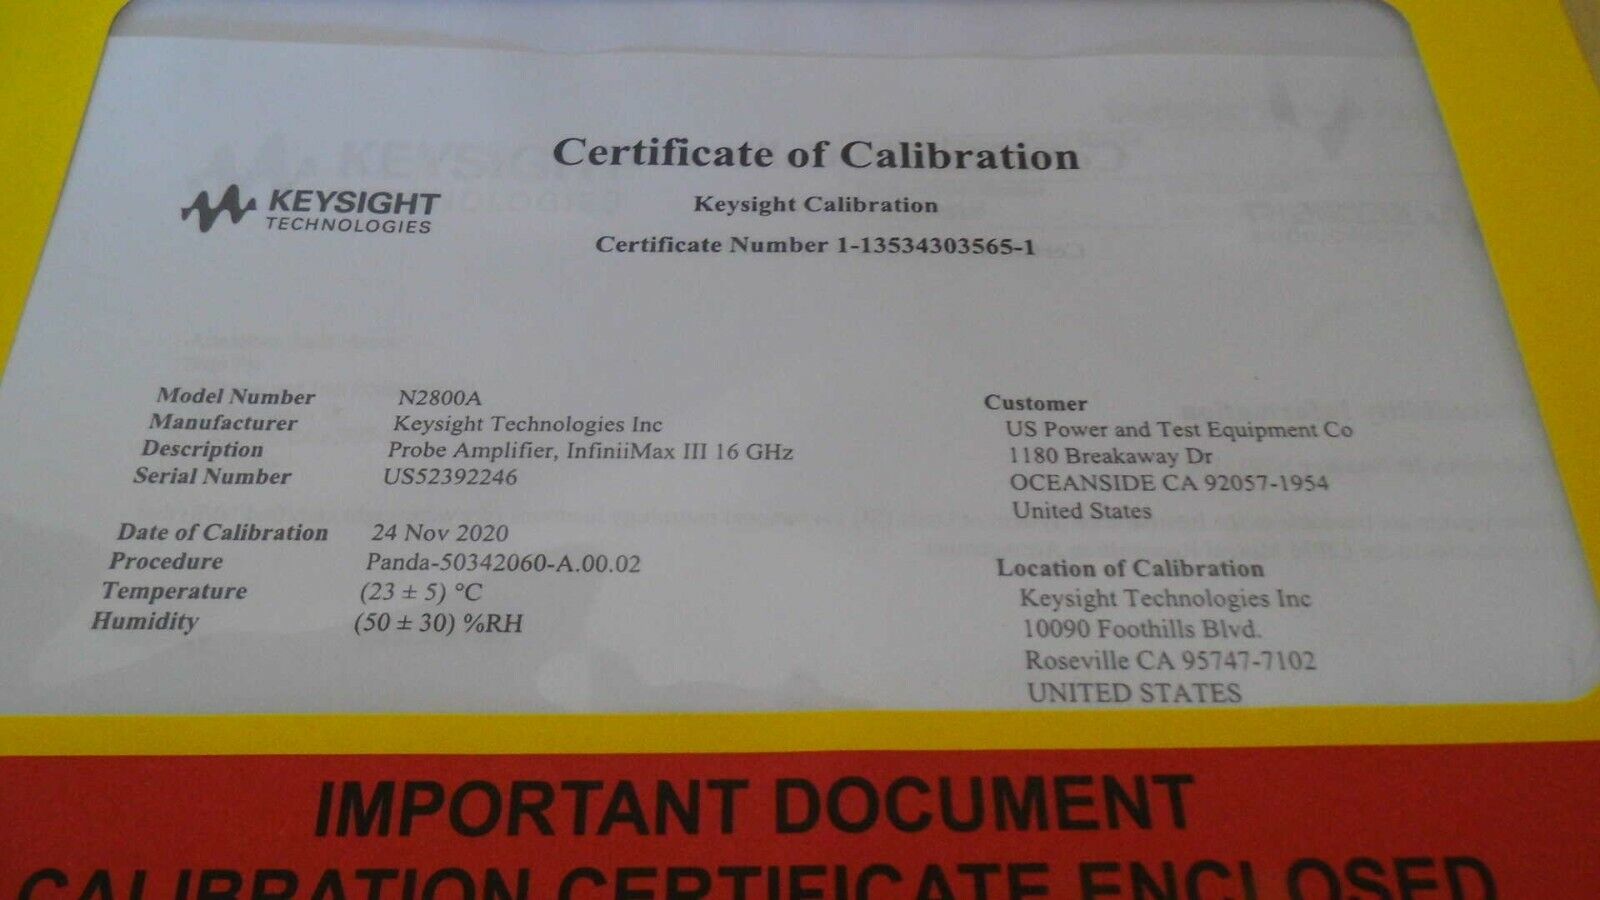 Certificate of Calibration
KEYSIGHT
TECHNOLOGIES
Keysight Calibration
Certificate Number 1-13534303565-1
Model Number N2800A
Manufacturer Keysight Technologies Inc
Description Probe Amplifier, InfiniiMax III 16 GHz
Serial Number US52392246
Date of Calibration 24 Nov 2020
Procedure Panda-50342060-A.00.02
Temperature (23 ± 5) °C
Humidity (50 ± 30) %RH
Customer
US Power and Test Equipment Co
1180 Breakaway Dr
OCEANSIDE CA 92057-1954
United States
Location of Calibration
Keysight Technologies Inc
10090 Foothills Blvd.
Roseville CA 95747-7102
UNITED STATES
IMPORTANT DOCUMENT
CALIBRATION CERTIFICATE ENCLOSED